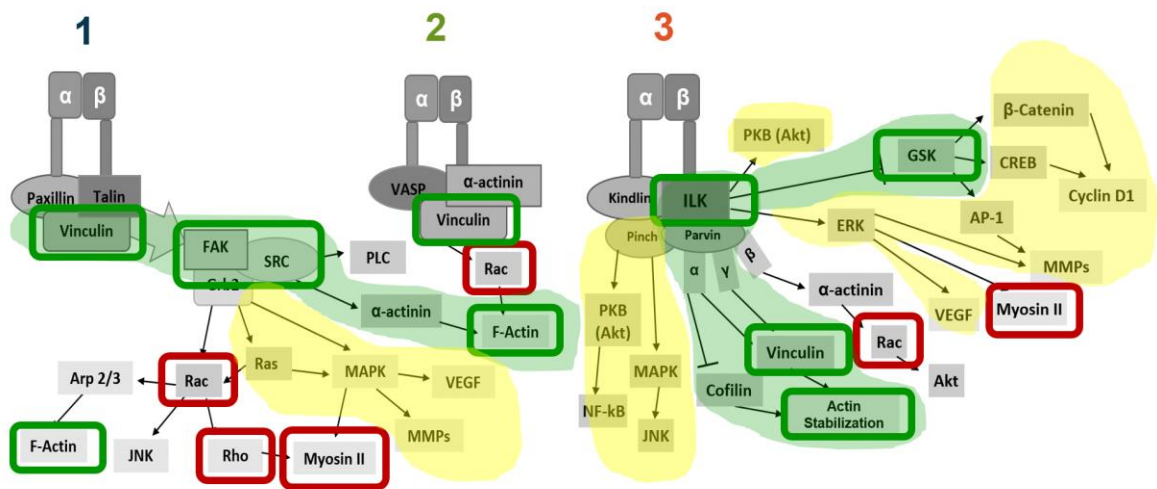 1
2
3
α β
α β
α β
Paxillin Talin
Vinculin
FAK
SRC
Grb2
PLC
α-actinin
F-Actin
Ras
MAPK
VEGF
MMPs
Arp 2/3
Rac
F-Actin
JNK
Rho
Myosin II
VASP
α-actinin
Vinculin
Rac
Kindlin
ILK
Pinch
Parvin
PKB (Akt)
GSK
β-Catenin
CREB
Cyclin D1
AP-1
ERK
MMPs
VEGF
Myosin II
α
γ
β
α-actinin
Rac
Akt
PKB
(Akt)
NF-kB
MAPK
JNK
Vinculin
Cofilin
Actin
Stabilization